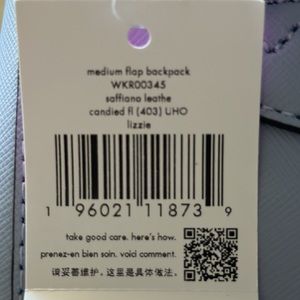 medium flap backpack
WKR00345
saffiano leathe
candied fl (403) UHO
lizzie
1 96021 11873 9
take good care. here's how.
prenez-en bien soin. voici comment.
请妥善维护。这里是具体做法。